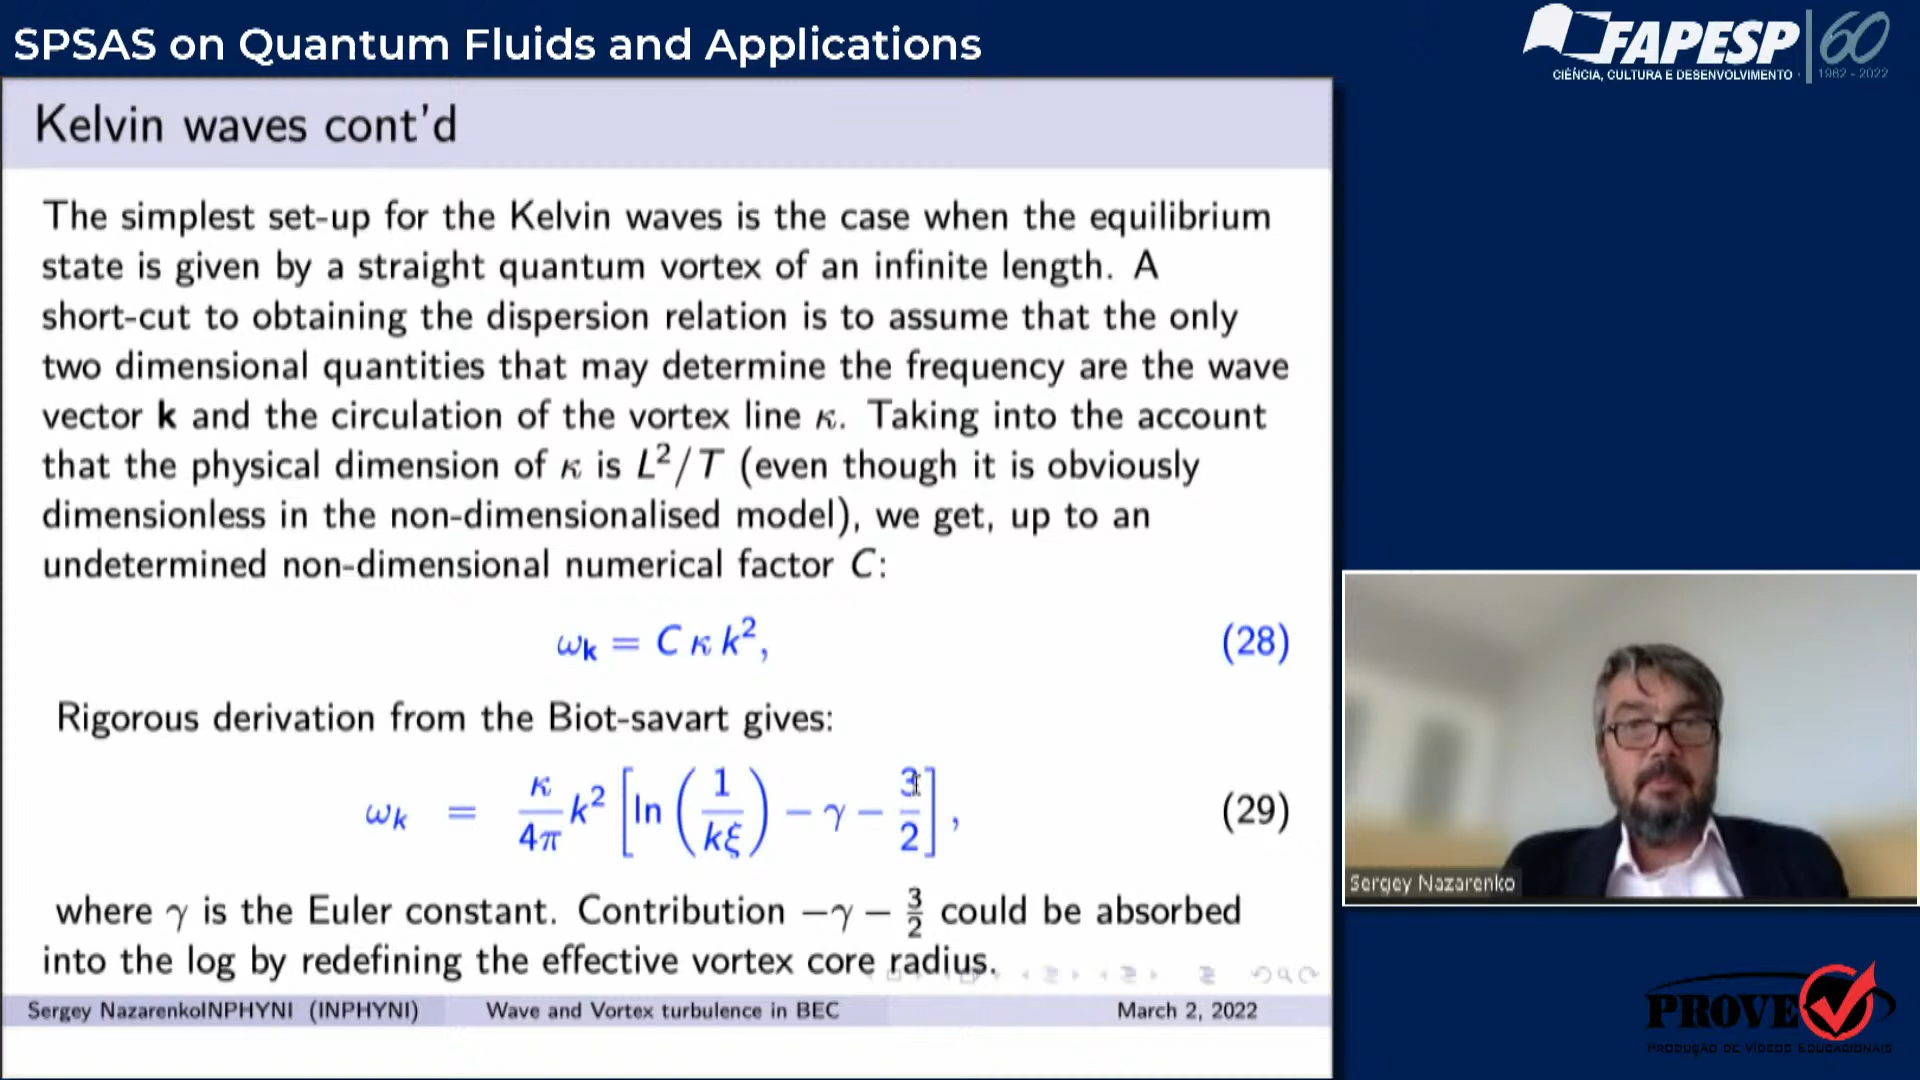 SPSAS on Quantum Fluids and Applications
FAPESP 60
CIÊNCIA, CULTURA E DESENVOLVIMENTO 1962 - 2022
Kelvin waves cont'd
The simplest set-up for the Kelvin waves is the case when the equilibrium
state is given by a straight quantum vortex of an infinite length. A
short-cut to obtaining the dispersion relation is to assume that the only
two dimensional quantities that may determine the frequency are the wave
vector k and the circulation of the vortex line κ. Taking into the account
that the physical dimension of κ is L²/T (even though it is obviously
dimensionless in the non-dimensionalised model), we get, up to an
undetermined non-dimensional numerical factor C:
ω_k = C κ k², (28)
Rigorous derivation from the Biot-savart gives:
ω_k = κ/4π k² [ln (1/kξ) − γ − 3/2], (29)
where γ is the Euler constant. Contribution −γ − 3/2 could be absorbed
into the log by redefining the effective vortex core radius.
Sergey NazarenkoINPHYNI (INPHYNI) Wave and Vortex turbulence in BEC March 2, 2022
Sergey Nazarenko
PROVE
PRODUÇÃO DE VÍDEOS EDUCACIONAIS